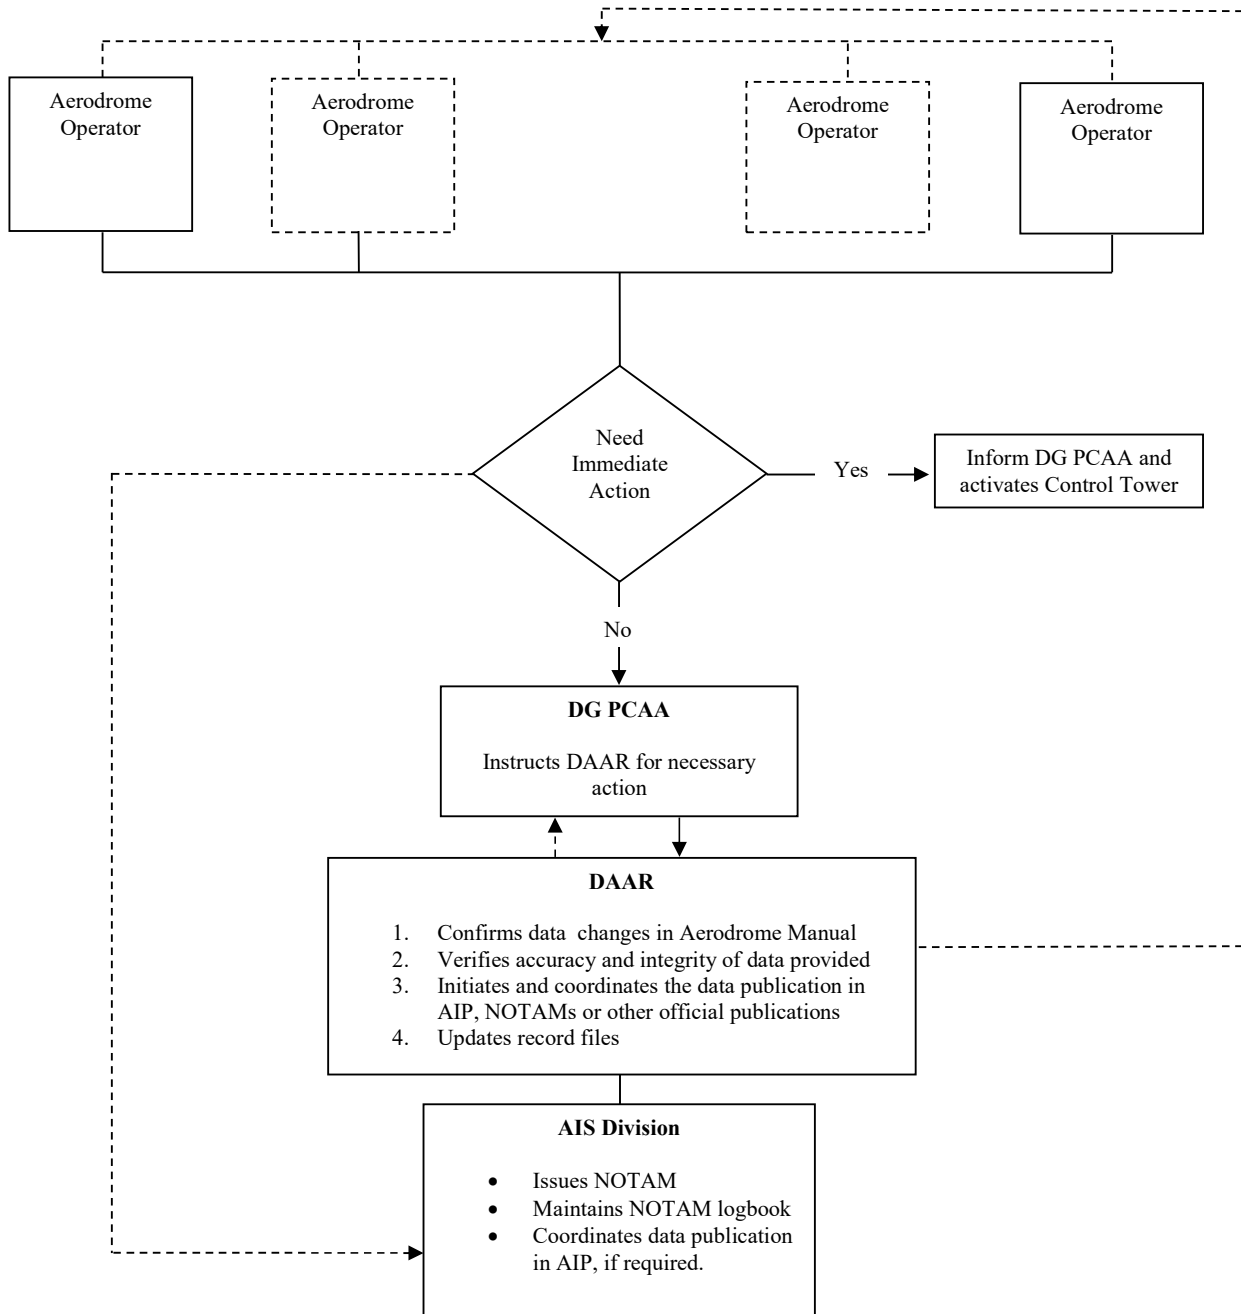 Aerodrome
Operator
Aerodrome
Operator
Aerodrome
Operator
Aerodrome
Operator
Need
Immediate
Action
Yes
Inform DG PCAA and
activates Control Tower
No
DG PCAA
Instructs DAAR for necessary
action
DAAR
1. Confirms data changes in Aerodrome Manual
2. Verifies accuracy and integrity of data provided
3. Initiates and coordinates the data publication in
AIP, NOTAMs or other official publications
4. Updates record files
AIS Division
• Issues NOTAM
• Maintains NOTAM logbook
• Coordinates data publication
in AIP, if required.